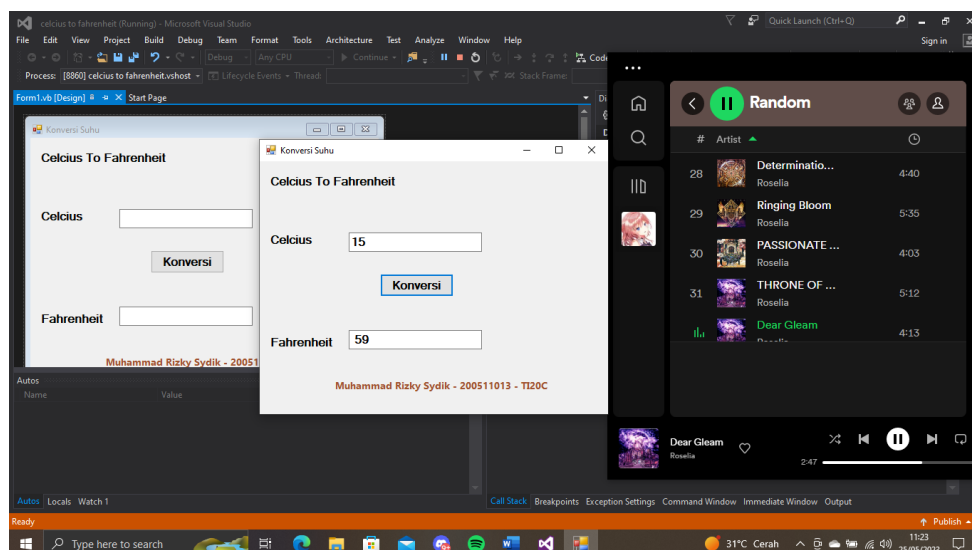 celcius to fahrenheit (Running) - Microsoft Visual Studio
Quick Launch (Ctrl+Q)
File Edit View Project Build Debug Team Format Tools Architecture Test Analyze Window Help
Sign in
Debug Any CPU Continue
Code
Process: [8860] celcius to fahrenheit.vshost Lifecycle Events Thread: Stack Frame:
Form1.vb [Design] Start Page
Konversi Suhu
Celcius To Fahrenheit
Celcius
Konversi
Fahrenheit
Muhammad Rizky Sydik - 20051
Konversi Suhu
Celcius To Fahrenheit
Celcius 15
Konversi
Fahrenheit 59
Muhammad Rizky Sydik - 200511013 - TI20C
Random
# Artist
28 Determinatio... 4:40
Roselia
29 Ringing Bloom 5:35
Roselia
30 PASSIONATE ... 4:03
Roselia
31 THRONE OF ... 5:12
Roselia
Dear Gleam 4:13
Dear Gleam
Roselia
2:47
Autos
Name Value
Autos Locals Watch 1
Call Stack Breakpoints Exception Settings Command Window Immediate Window Output
Ready
Publish
Type here to search
31°C Cerah
11:23
25/05/2023